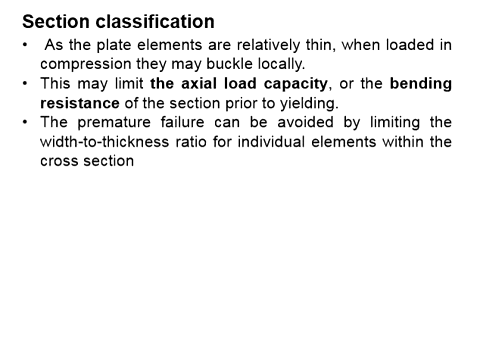 Section classification
• As the plate elements are relatively thin, when loaded in
compression they may buckle locally.
• This may limit the axial load capacity, or the bending
resistance of the section prior to yielding.
• The premature failure can be avoided by limiting the
width-to-thickness ratio for individual elements within the
cross section